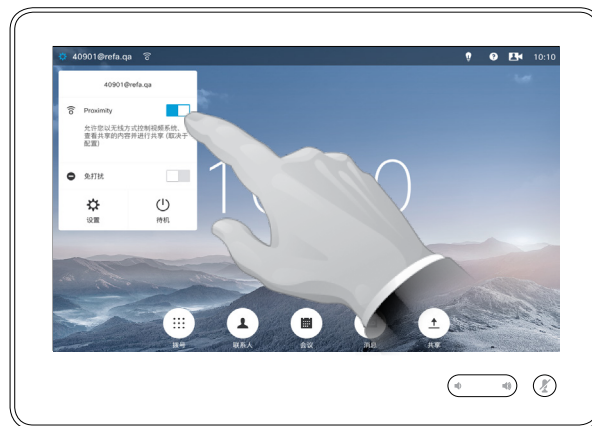 40901@refa.qa
10:10
40901@refa.qa
Proximity
允许您以无线方式控制视频系统、
查看共享的内容并进行共享 (取决于
配置)
免打扰
设置
待机
拨号
联系人
会议
消息
共享